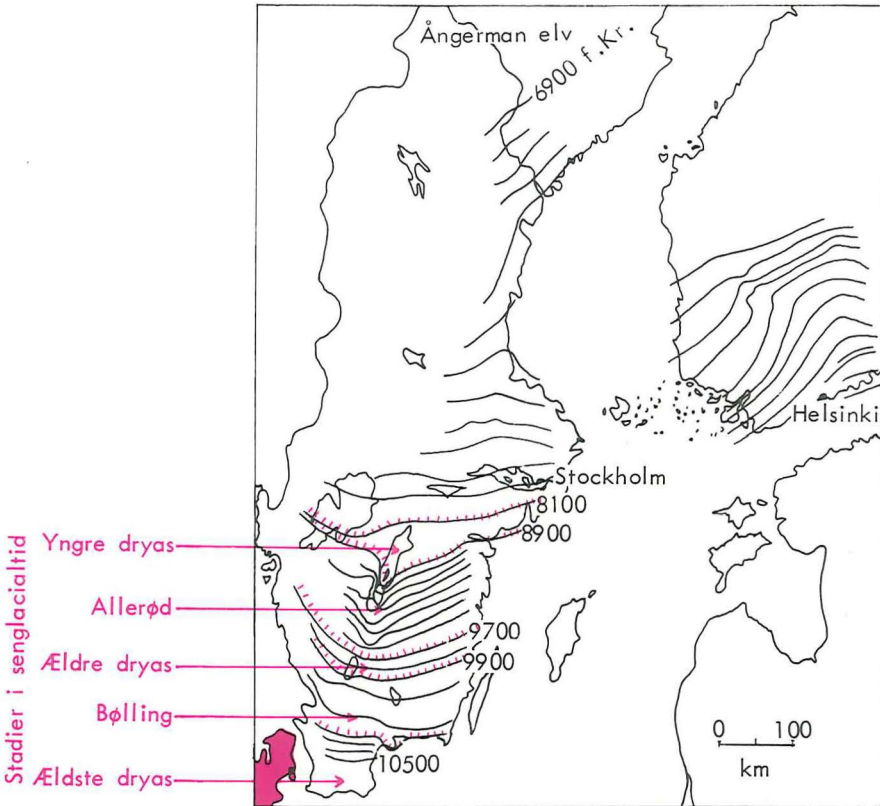 Ångerman elv
6900 f.Kr.
Helsinki
Stockholm
8100
8900
Yngre dryas
Allerød
9700
Ældre dryas
9900
Bølling
0 100
km
10500
Ældste dryas
Stadier i senglacialtid